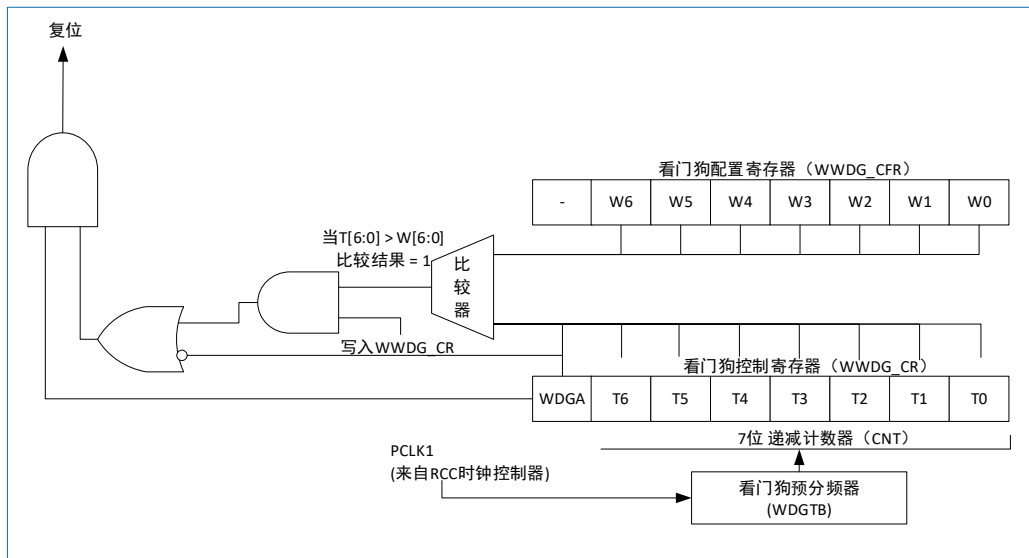 复位
看门狗配置寄存器（WWDG_CFR）
-
W6
W5
W4
W3
W2
W1
W0
当T[6:0] > W[6:0]
比较结果 = 1
比较器
写入WWDG_CR
看门狗控制寄存器（WWDG_CR）
WDGA
T6
T5
T4
T3
T2
T1
T0
7位 递减计数器（CNT）
PCLK1
(来自RCC时钟控制器)
看门狗预分频器
(WDGTB)